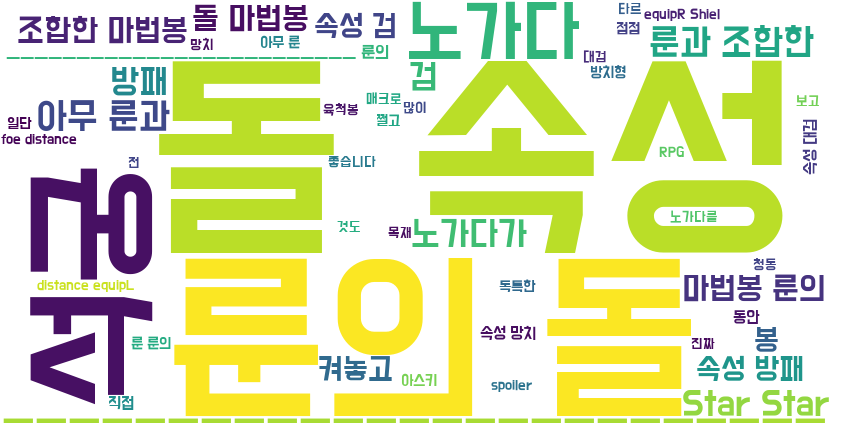 조합한 마법봉
돌 마법봉
속성 검
노가다
타르
equipR Shiel
망치
아무 룬
룬의
점점
룬과 조합한
대검
방치형
방패
검
매크로
많이
육척봉
쩔고
보고
일단
아무 룬과
foe distance
돌
속성
속성 대검
RPG
전
좋습니다
석궁
노가다를
것도
목재
노가다가
청동
distance equipL
룬의
독특한
돌
마법봉 룬의
동안
룬 룬의
속성 망치
진짜
봉
켜놓고
아스키
spoiler
속성 방패
직접
Star Star